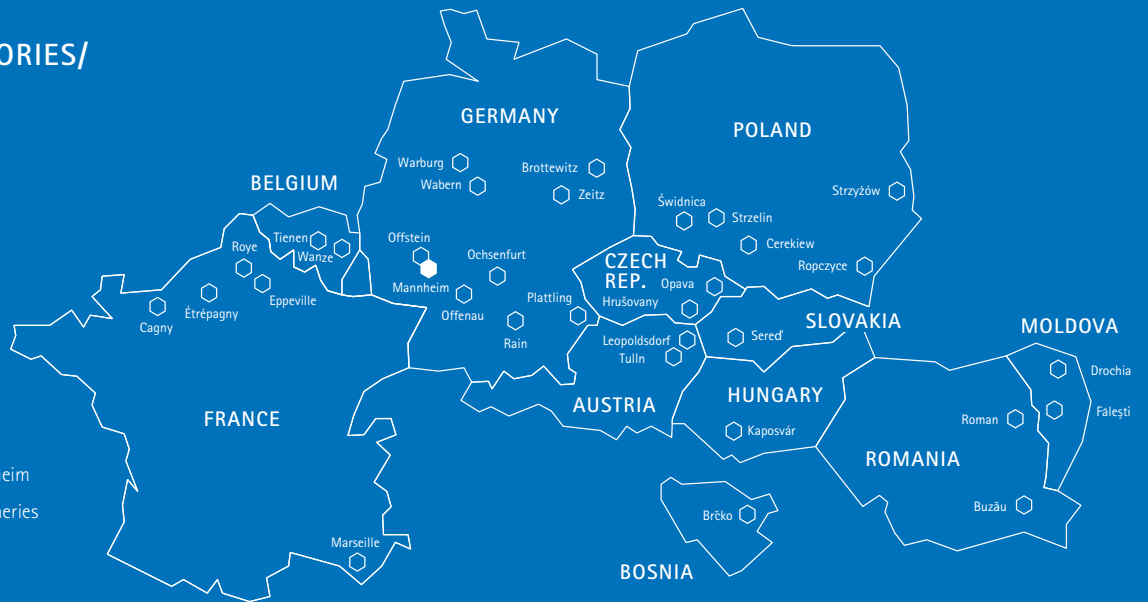 ORIES/
GERMANY
POLAND
Warburg
Brottewitz
Wabern
Zeitz
BELGIUM
Strzyżów
Świdnica
Strzelin
Tienen
Offstein
Roye
Wanze
Ochsenfurt
Cerekiew
CZECH
REP.
Ropczyce
Opava
Mannheim
Eppeville
Plattling
Hrušovany
Étrépagny
Cagny
Offenau
SLOVAKIA
MOLDOVA
Rain
Leopoldsdorf
Sereď
Tulln
Drochia
HUNGARY
AUSTRIA
FRANCE
Faleşti
Roman
Kaposvár
ROMANIA
eim
eries
Buzău
Brčko
Marseille
BOSNIA